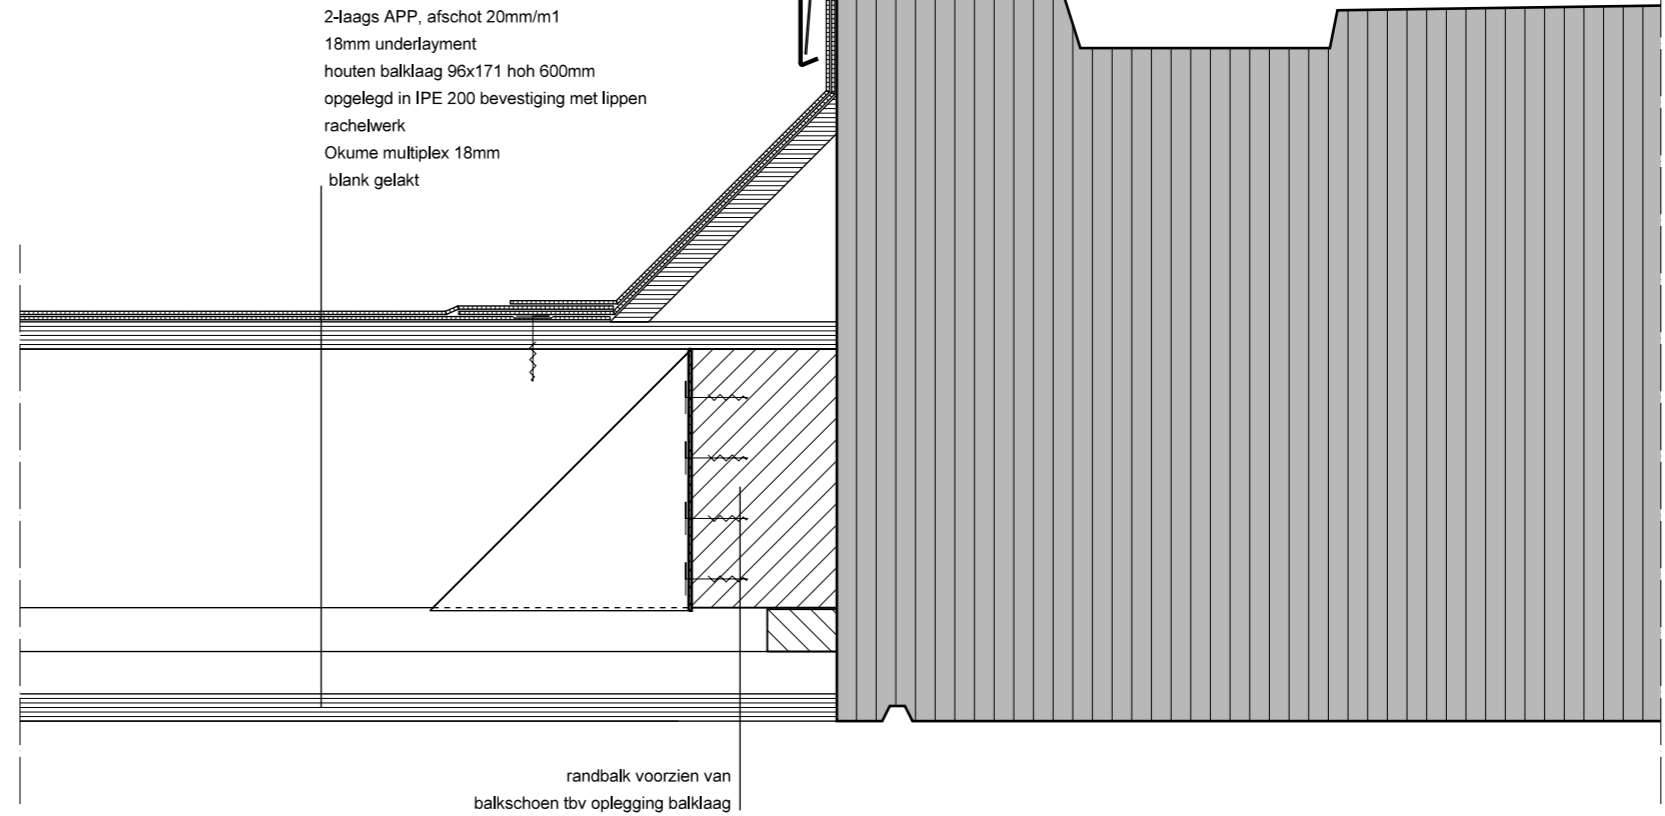 2-laags APP, afschot 20mm/m1
18mm underlayment
houten balklaag 96x171 hoh 600mm
opgelegd in IPE 200 bevestiging met lippen
rachelwerk
Okume multiplex 18mm
blank gelakt
randbalk voorzien van
balkschoen tbv oplegging balklaag